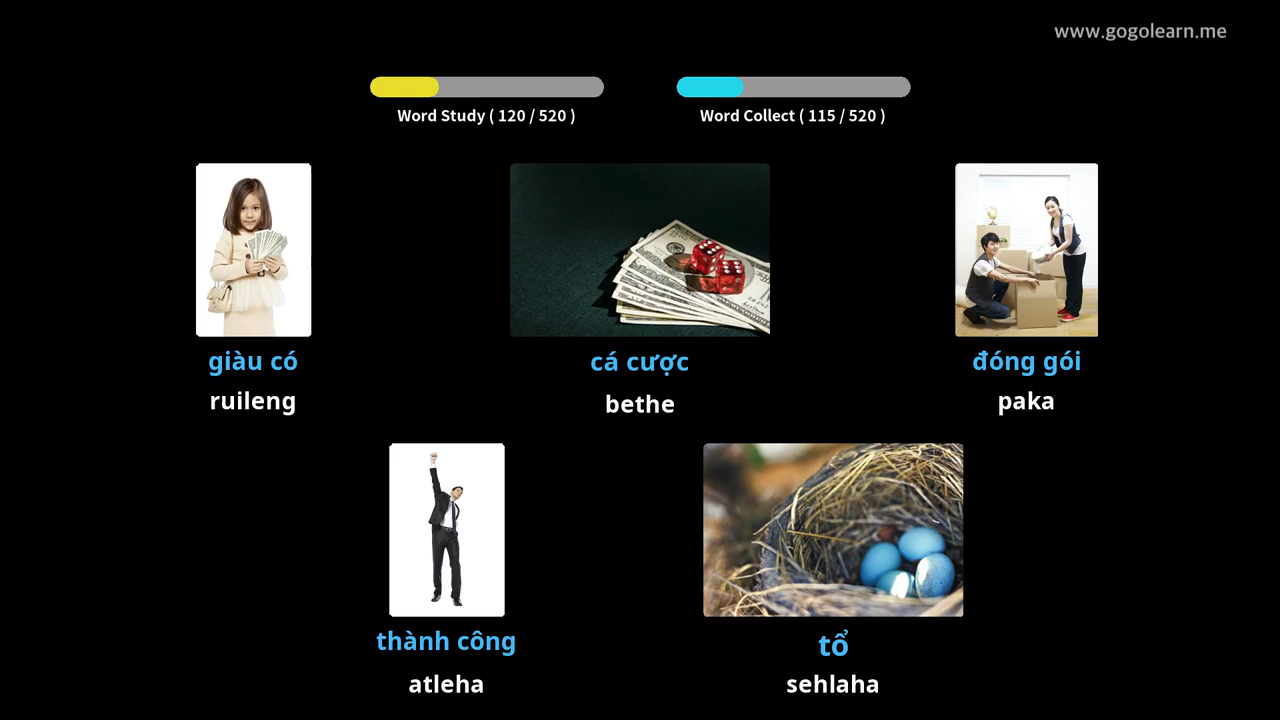 www.gogolearn.me
Word Study ( 120 / 520 )
Word Collect ( 115 / 520 )
giàu có
ruileng
cá cược
bethe
đóng gói
paka
thành công
atleha
tổ
sehlaha